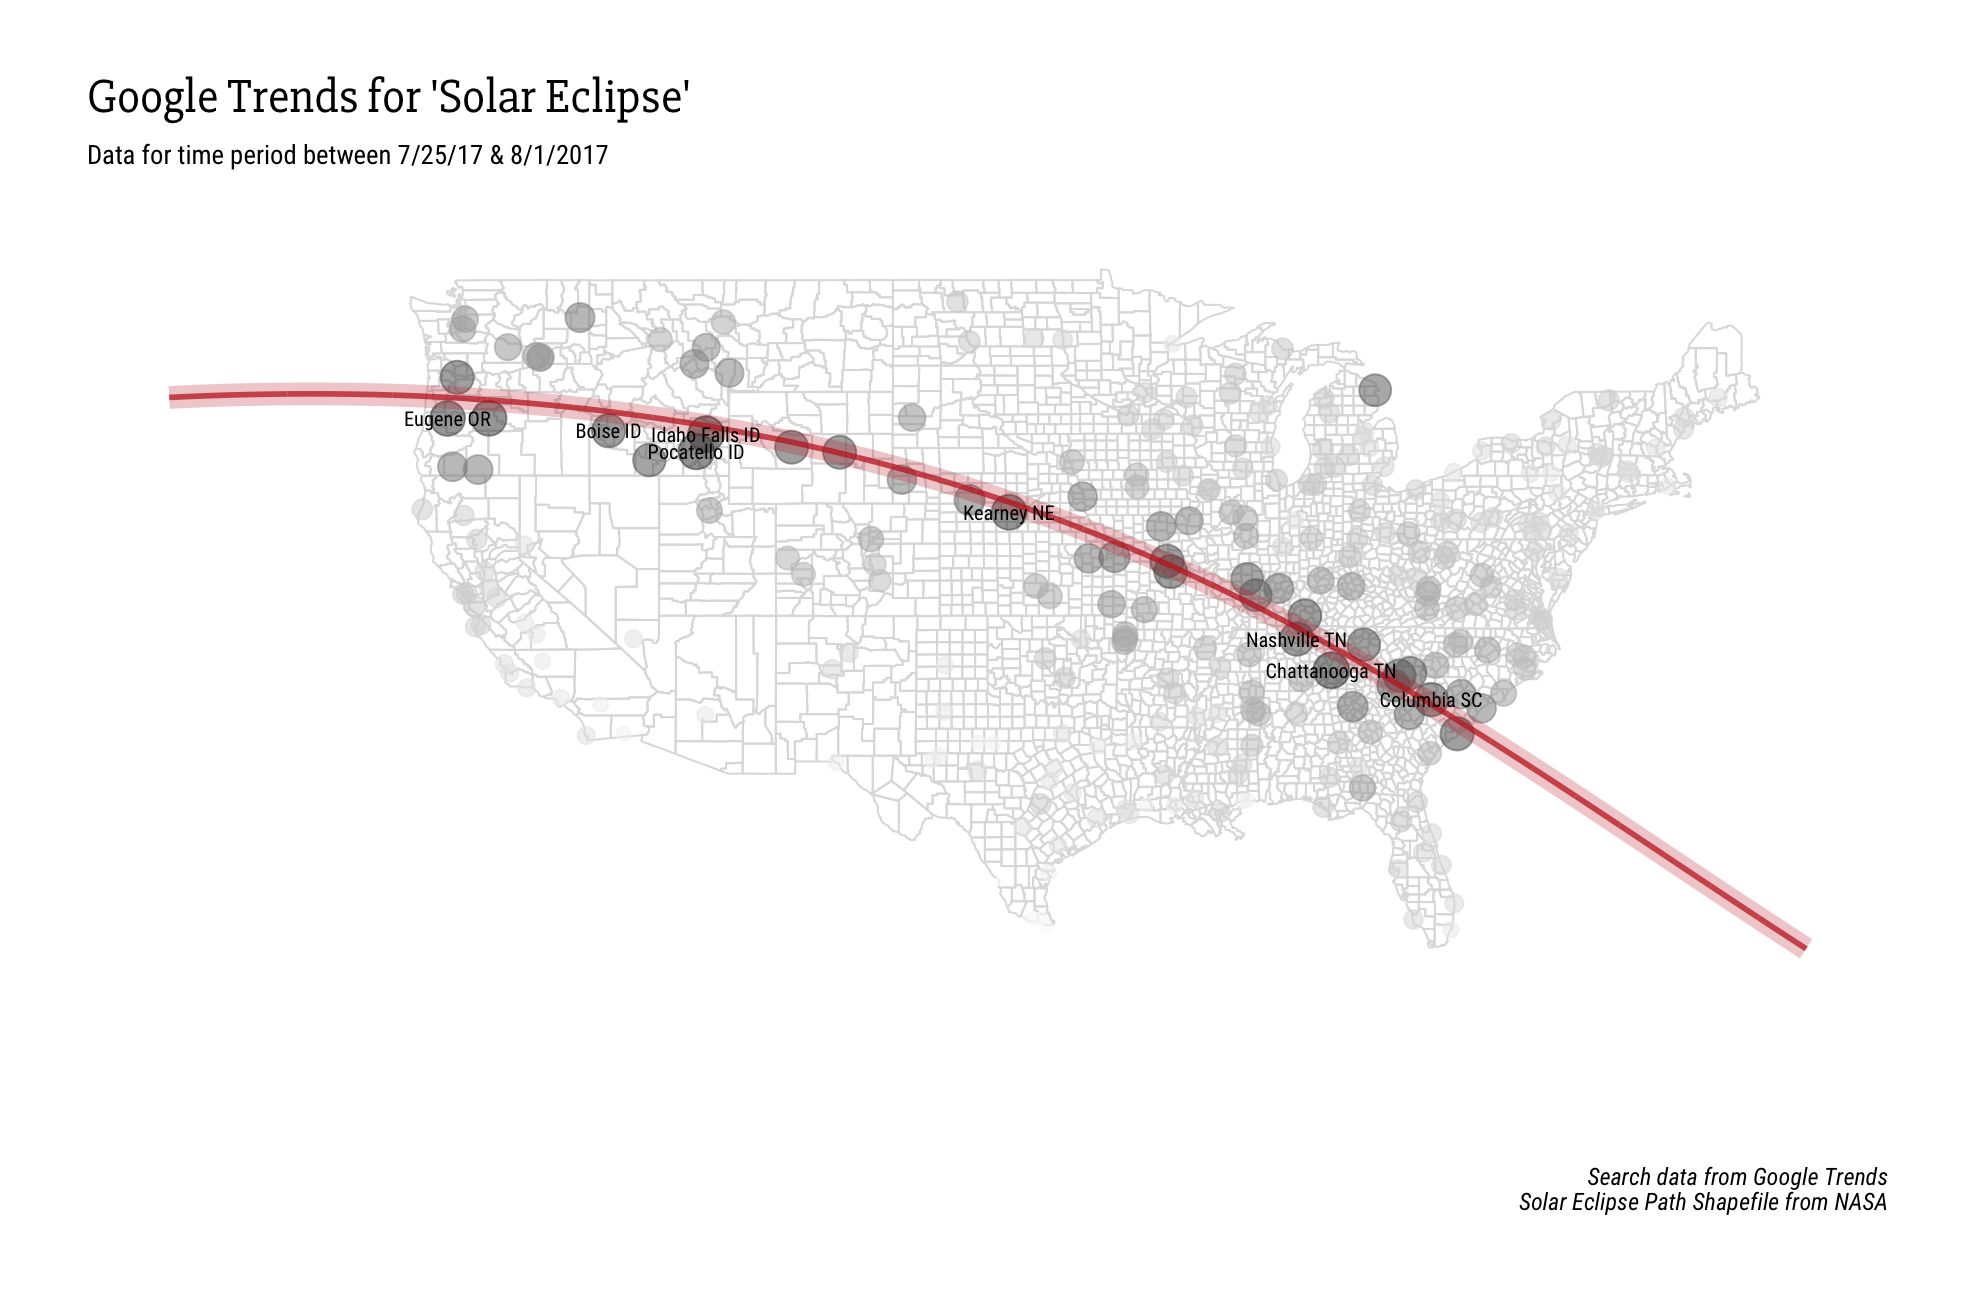 Google Trends for 'Solar Eclipse'
Data for time period between 7/25/17 & 8/1/2017
Eugene OR
Boise ID
Idaho Falls ID
Pocatello ID
Kearney NE
Nashville TN
Chattanooga TN
Columbia SC
Search data from Google Trends
Solar Eclipse Path Shapefile from NASA